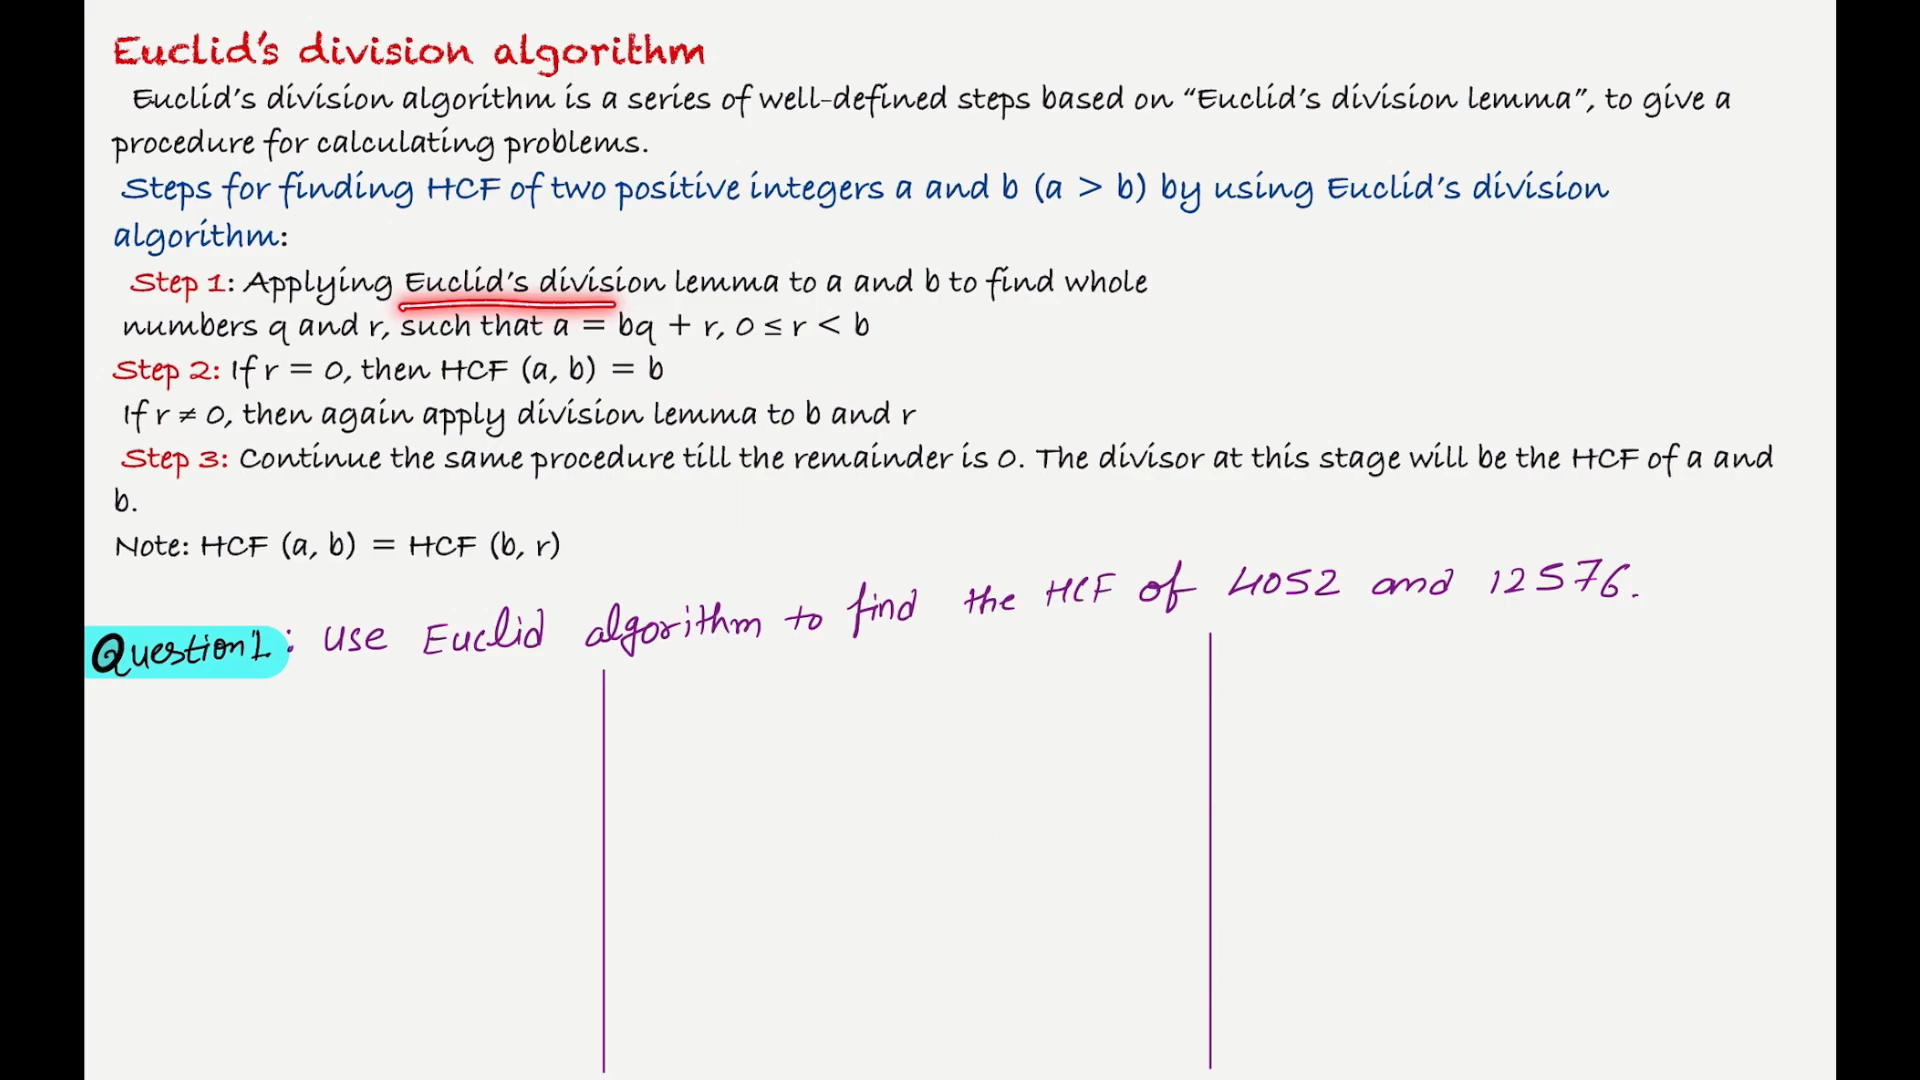 Euclid's division algorithm
Euclid's division algorithm is a series of well-defined steps based on “Euclid's division lemma”, to give a
procedure for calculating problems.
Steps for finding HCF of two positive integers a and b (a > b) by using Euclid's division
algorithm:
Step 1: Applying Euclid's division lemma to a and b to find whole
numbers q and r, such that a = bq + r, 0 ≤ r < b
Step 2: If r = 0, then HCF (a, b) = b
If r ≠ 0, then again apply division lemma to b and r
Step 3: Continue the same procedure till the remainder is 0. The divisor at this stage will be the HCF of a and
b.
Note: HCF (a, b) = HCF (b, r)
Question 1 : use Euclid algorithm to find the HCF of 4052 and 12576.